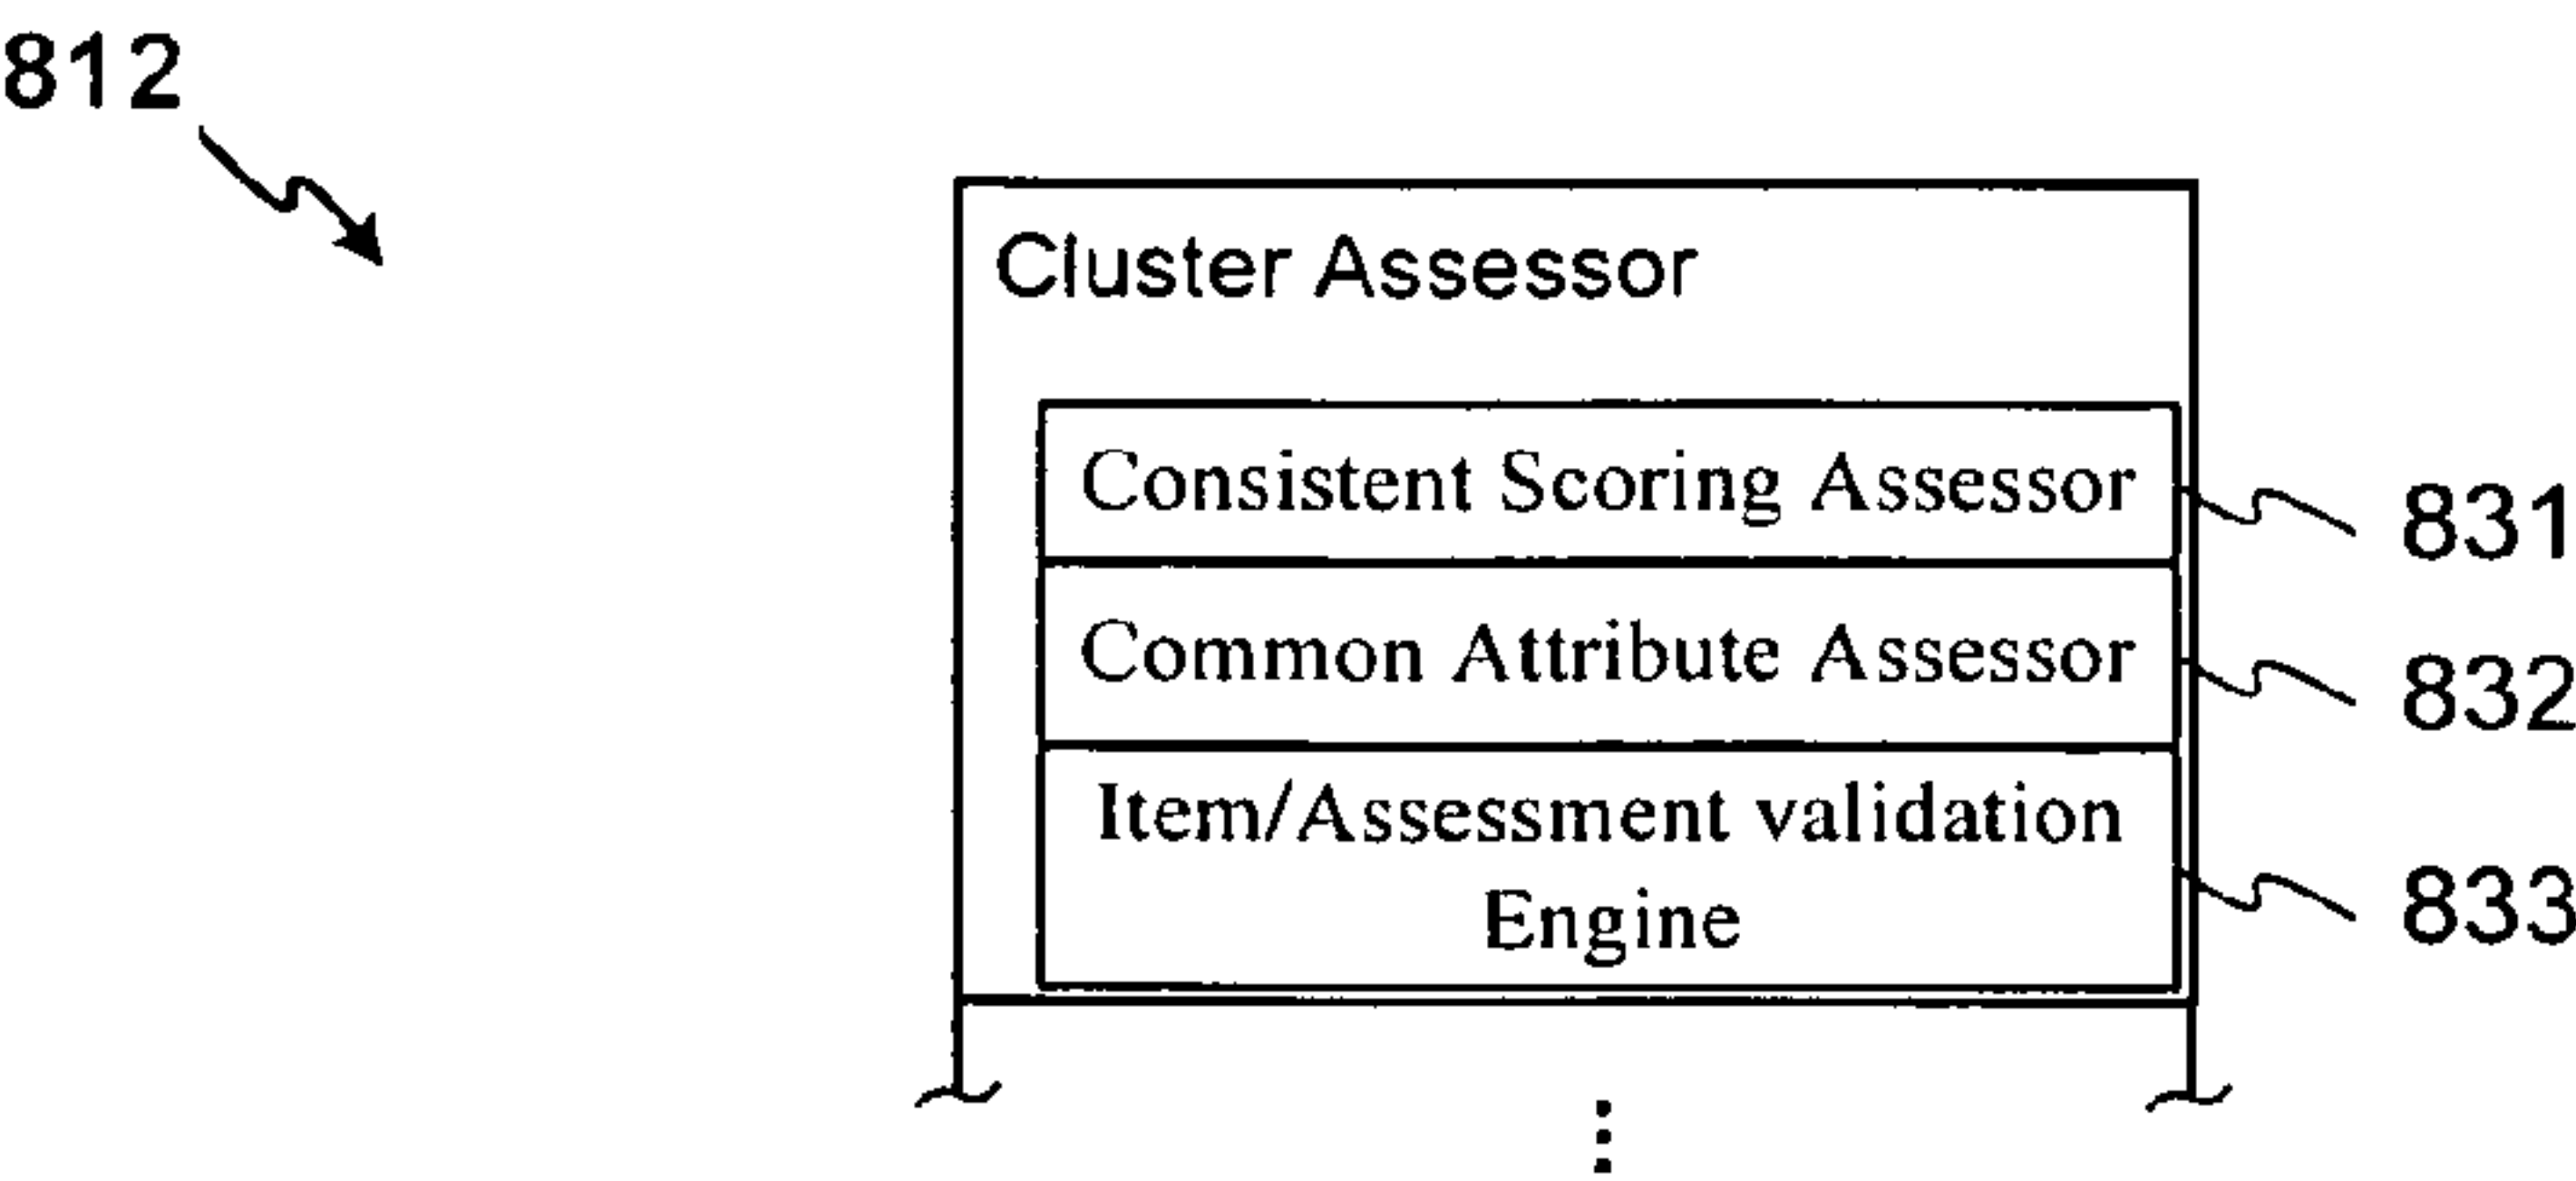 812
Cluster Assessor
Consistent Scoring Assessor
831
Common Attribute Assessor
832
Item/Assessment validation
Engine
833